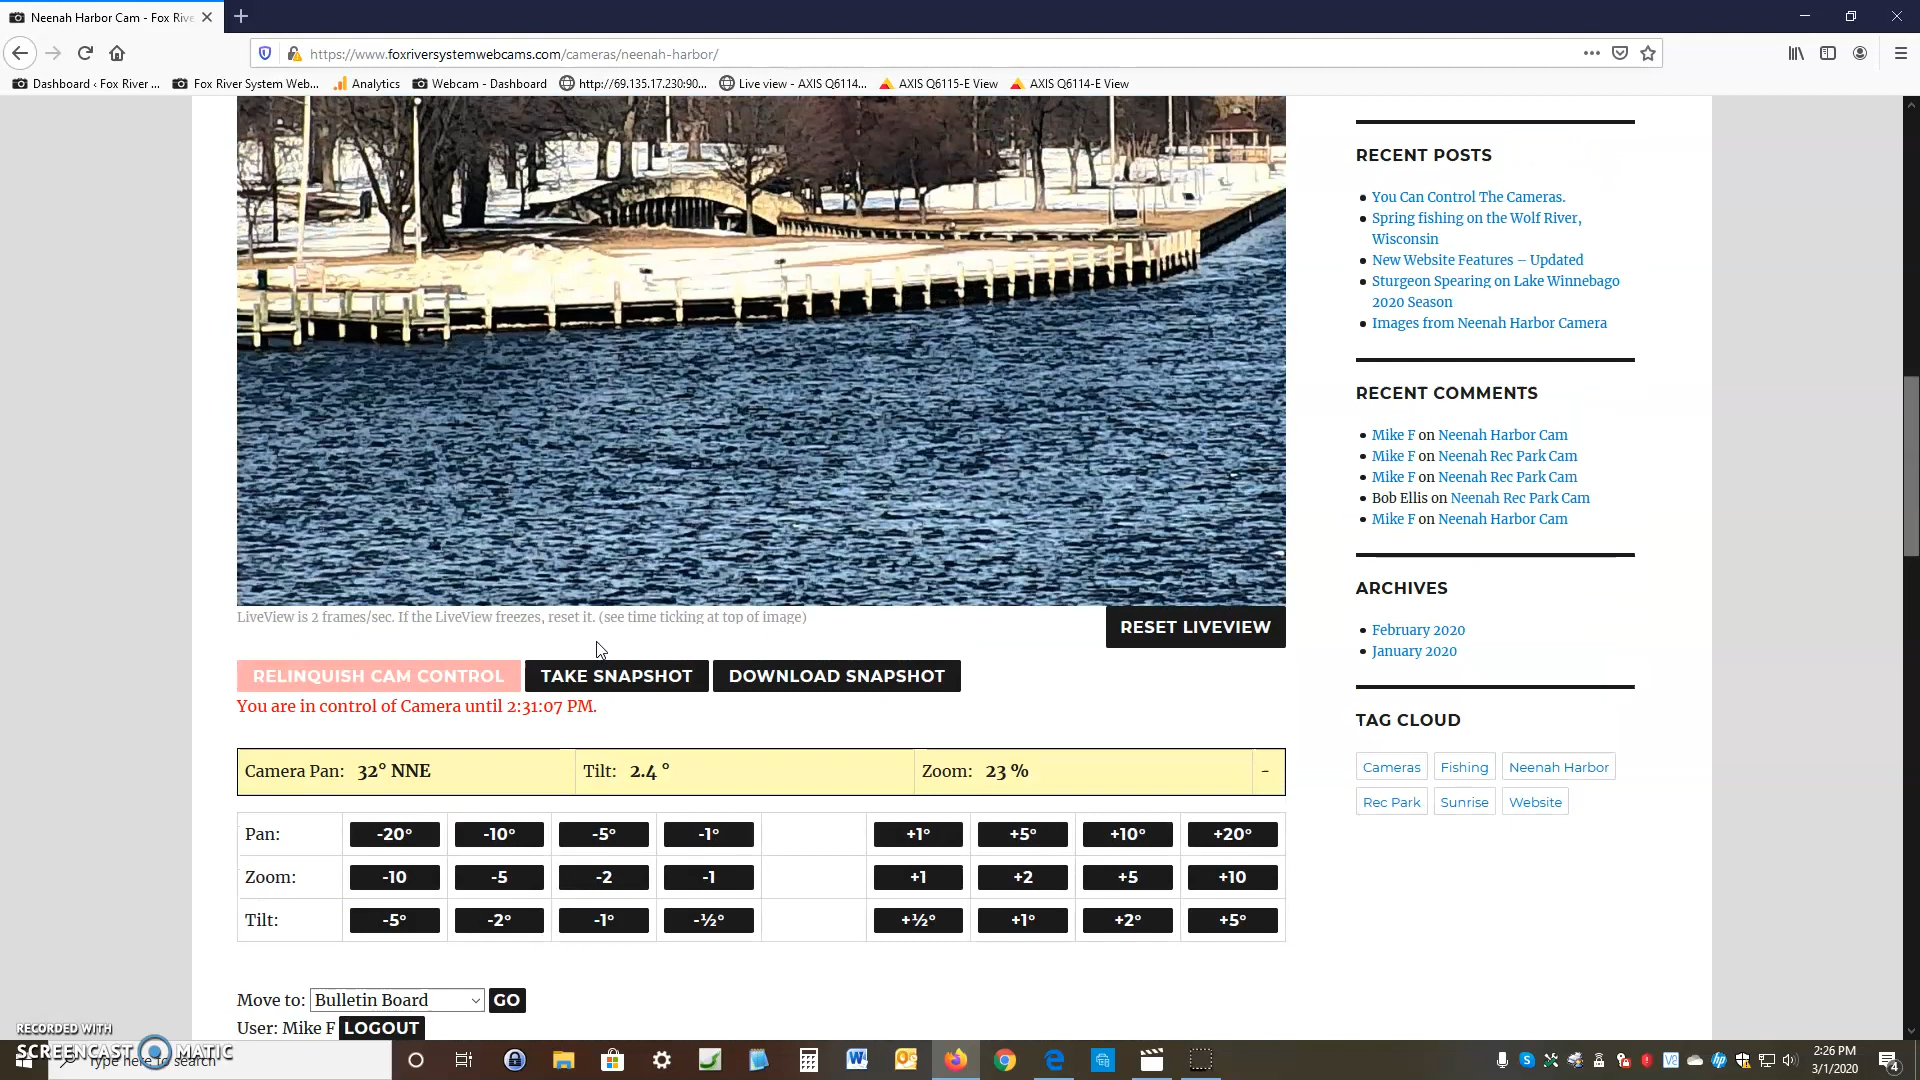 Neenah Harbor Cam - Fox Rive
https://www.foxriversystemwebcams.com/cameras/neenah-harbor/
Dashboard ‹ Fox River ...
Fox River System Web...
Analytics
Webcam - Dashboard
http://69.135.17.230:90...
Live view - AXIS Q6114...
AXIS Q6115-E View
AXIS Q6114-E View
LiveView is 2 frames/sec. If the LiveView freezes, reset it. (see time ticking at top of image)
RESET LIVEVIEW
RELINQUISH CAM CONTROL TAKE SNAPSHOT DOWNLOAD SNAPSHOT
You are in control of Camera until 2:31:07 PM.
Camera Pan: 32° NNE Tilt: 2.4 ° Zoom: 23 % -
Pan: -20° -10° -5° -1° +1° +5° +10° +20°
Zoom: -10 -5 -2 -1 +1 +2 +5 +10
Tilt: -5° -2° -1° -½° +½° +1° +2° +5°
Move to: Bulletin Board GO
User: Mike F LOGOUT
RECENT POSTS
You Can Control The Cameras.
Spring fishing on the Wolf River,
Wisconsin
New Website Features – Updated
Sturgeon Spearing on Lake Winnebago
2020 Season
Images from Neenah Harbor Camera
RECENT COMMENTS
Mike F on Neenah Harbor Cam
Mike F on Neenah Rec Park Cam
Mike F on Neenah Rec Park Cam
Bob Ellis on Neenah Rec Park Cam
Mike F on Neenah Harbor Cam
ARCHIVES
February 2020
January 2020
TAG CLOUD
Cameras Fishing Neenah Harbor
Rec Park Sunrise Website
RECORDED WITH
SCREENCAST MATIC
Type here to search
2:26 PM
3/1/2020
4